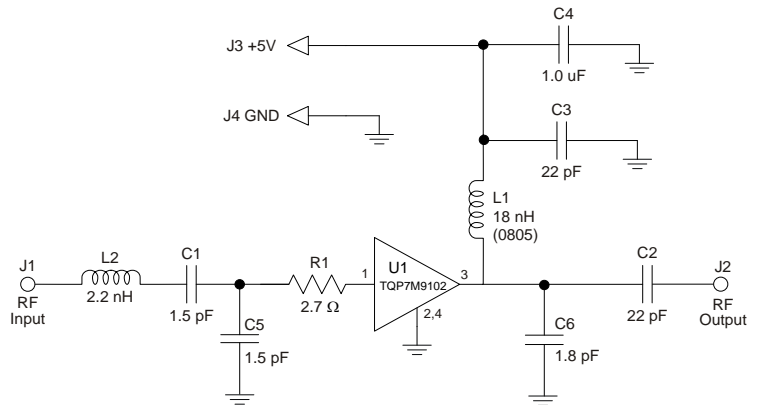 C4
J3 +5V
1.0 uF
J4 GND
C3
22 pF
L1
18 nH
(0805)
J1
L2
C1
R1
1
U1
TQP7M9102
3
C2
J2
RF
Input
2.2 nH
1.5 pF
2.7 Ω
2,4
22 pF
RF
Output
C5
1.5 pF
C6
1.8 pF